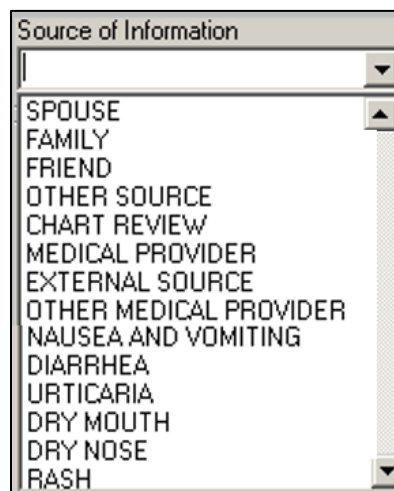 Source of Information
SPOUSE
FAMILY
FRIEND
OTHER SOURCE
CHART REVIEW
MEDICAL PROVIDER
EXTERNAL SOURCE
OTHER MEDICAL PROVIDER
NAUSEA AND VOMITING
DIARRHEA
URTICARIA
DRY MOUTH
DRY NOSE
RASH